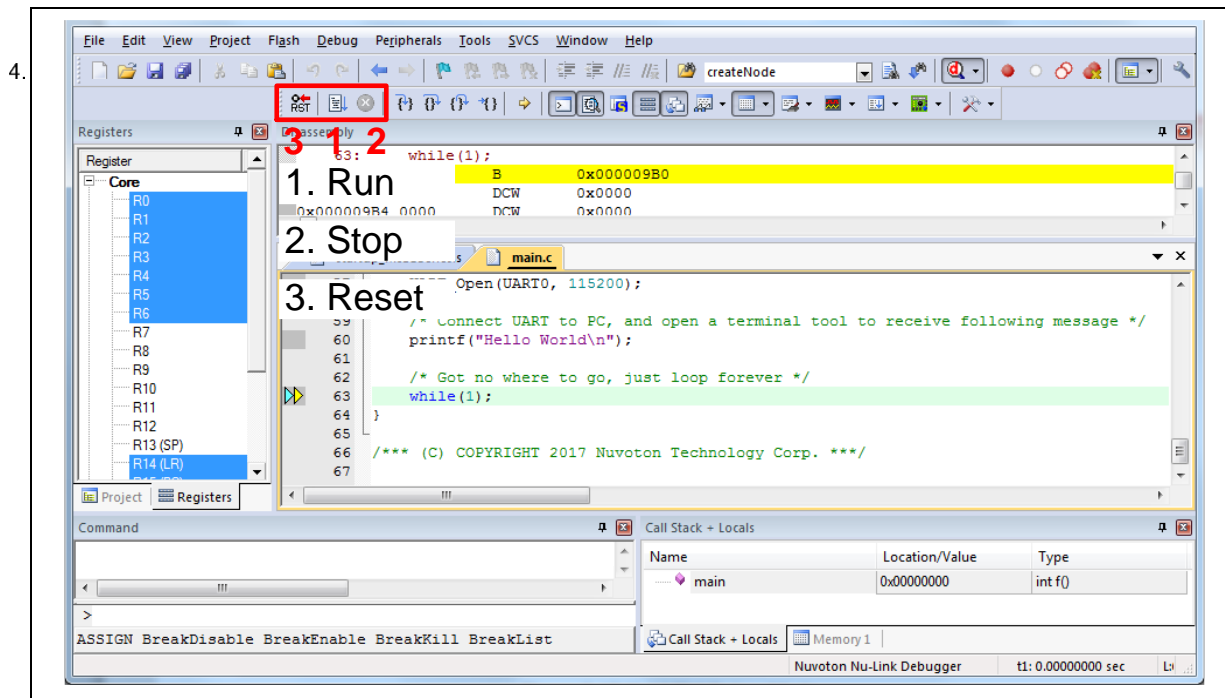 4.
File Edit View Project Flash Debug Peripherals Tools SVCS Window Help
createNode
RST
3 1 2
Registers
Disassembly
Register
Core
R0
R1
R2
R3
R4
R5
R6
R7
R8
R9
R10
R11
R12
R13 (SP)
R14 (LR)
Project Registers
63: while(1);
B 0x000009B0
DCW 0x0000
0x000009B4 0000 DCW 0x0000
1. Run
2. Stop
3. Reset
main.c
Open(UART0, 115200);
59 /* Connect UART to PC, and open a terminal tool to receive following message */
60 printf("Hello World\n");
61
62 /* Got no where to go, just loop forever */
63 while(1);
64 }
65
66 /*** (C) COPYRIGHT 2017 Nuvoton Technology Corp. ***/
67
Command
>
ASSIGN BreakDisable BreakEnable BreakKill BreakList
Call Stack + Locals
Name Location/Value Type
main 0x00000000 int f()
Call Stack + Locals Memory 1
Nuvoton Nu-Link Debugger t1: 0.00000000 sec